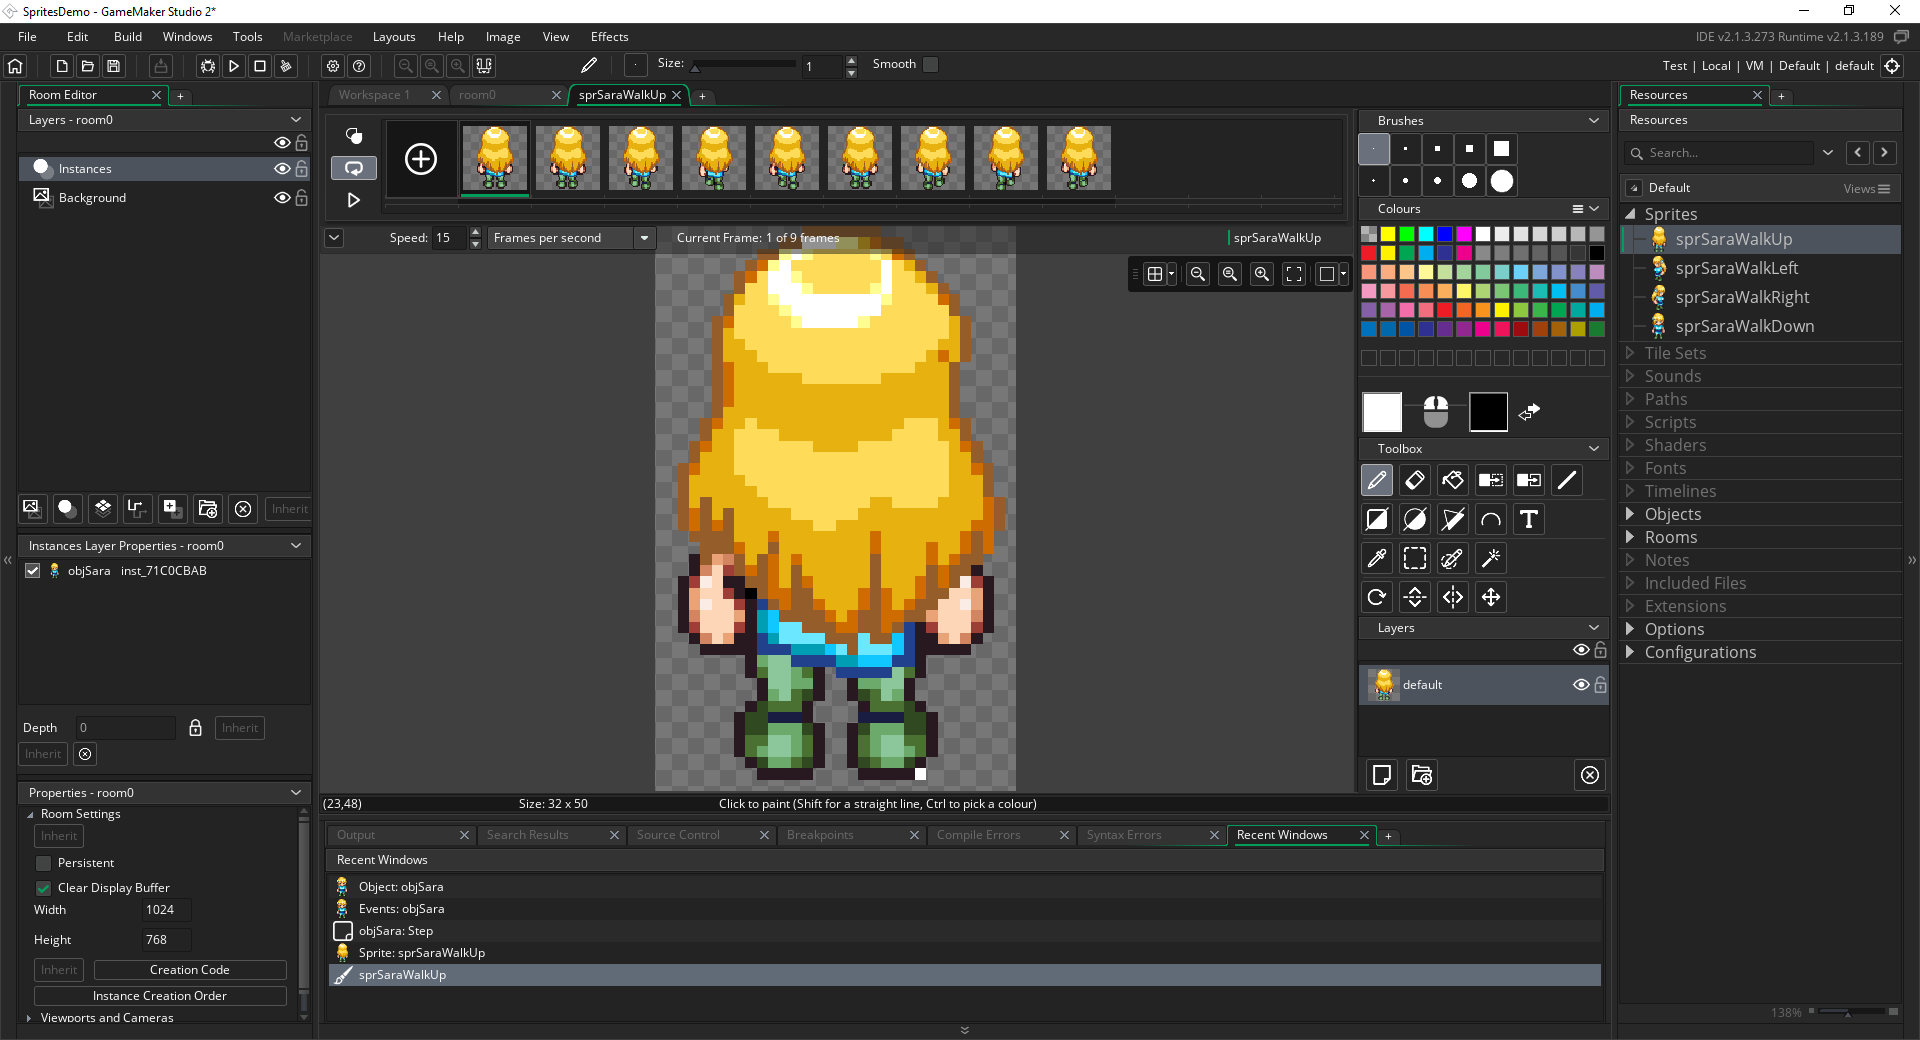 SpritesDemo - GameMaker Studio 2*
File Edit Build Windows Tools Marketplace Layouts Help Image View Effects
IDE v2.1.3.273 Runtime v2.1.3.189
Size: 1 Smooth
Test | Local | VM | Default | default
Room Editor
Layers - room0
Instances
Background
Inherit
Instances Layer Properties - room0
objSara inst_71C0CBAB
Depth 0 Inherit
Inherit
Properties - room0
Room Settings
Inherit
Persistent
Clear Display Buffer
Width 1024
Height 768
Inherit Creation Code
Instance Creation Order
Viewports and Cameras
Workspace 1 room0 sprSaraWalkUp
Speed: 15 Frames per second Current Frame: 1 of 9 frames sprSaraWalkUp
(23,48) Size: 32 x 50 Click to paint (Shift for a straight line, Ctrl to pick a colour)
Output Search Results Source Control Breakpoints Compile Errors Syntax Errors Recent Windows
Recent Windows
Object: objSara
Events: objSara
objSara: Step
Sprite: sprSaraWalkUp
sprSaraWalkUp
Brushes
Colours
Toolbox
T
Layers
default
Resources
Resources
Search...
Default Views
Sprites
sprSaraWalkUp
sprSaraWalkLeft
sprSaraWalkRight
sprSaraWalkDown
Tile Sets
Sounds
Paths
Scripts
Shaders
Fonts
Timelines
Objects
Rooms
Notes
Included Files
Extensions
Options
Configurations
138%